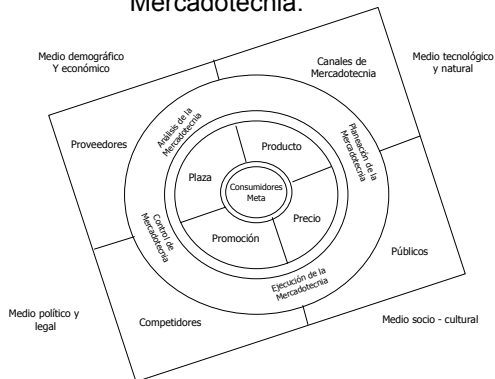 Mercadotecnia.
Medio demográfico
Y económico
Canales de
Mercadotecnia
Medio tecnológico
y natural
Proveedores
Análisis de la
Mercadotecnia
Planeación de la
Mercadotecnia
Producto
Plaza
Consumidores
Meta
Precio
Promoción
Control de
Mercadotecnia
Ejecución de la
Mercadotecnia
Públicos
Medio político y
legal
Competidores
Medio socio - cultural